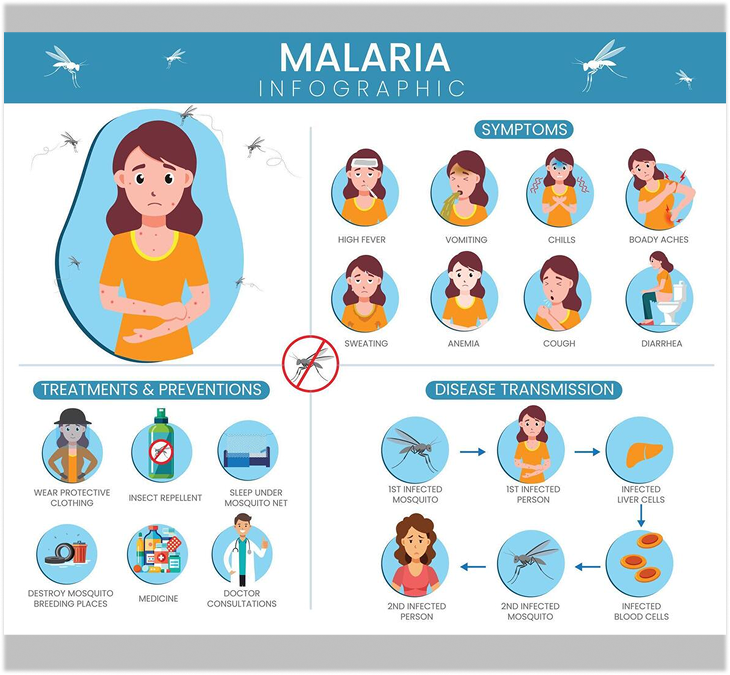 MALARIA
INFOGRAPHIC
SYMPTOMS
HIGH FEVER
VOMITING
CHILLS
BOADY ACHES
SWEATING
ANEMIA
COUGH
DIARRHEA
TREATMENTS & PREVENTIONS
WEAR PROTECTIVE
CLOTHING
INSECT REPELLENT
SLEEP UNDER
MOSQUITO NET
DESTROY MOSQUITO
BREEDING PLACES
MEDICINE
DOCTOR
CONSULTATIONS
DISEASE TRANSMISSION
1ST INFECTED
MOSQUITO
1ST INFECTED
PERSON
INFECTED
LIVER CELLS
2ND INFECTED
PERSON
2ND INFECTED
MOSQUITO
INFECTED
BLOOD CELLS